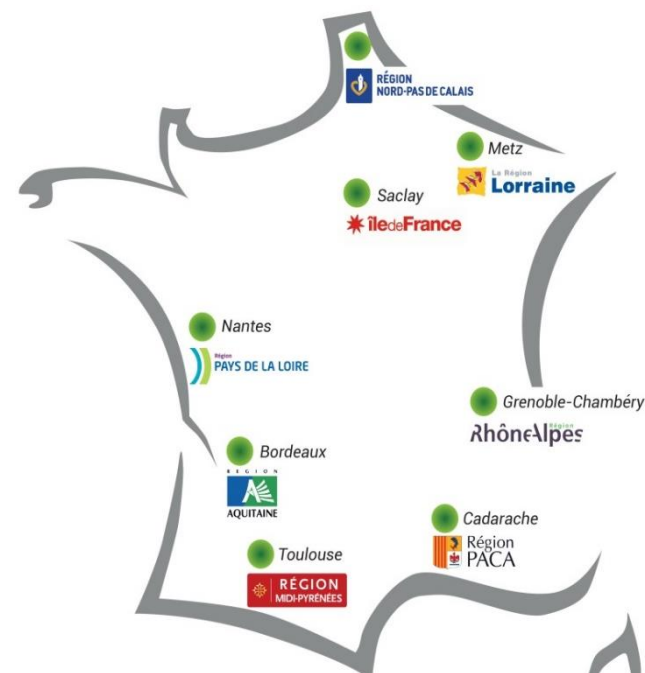 RÉGION
NORD-PAS DE CALAIS
Metz
La Région
Lorraine
Saclay
îledeFrance
Nantes
Région
PAYS DE LA LOIRE
Grenoble-Chambéry
RhôneAlpes Région
Bordeaux
RÉGION
AQUITAINE
Cadarache
Région
PACA
Toulouse
RÉGION
MIDI-PYRÉNÉES